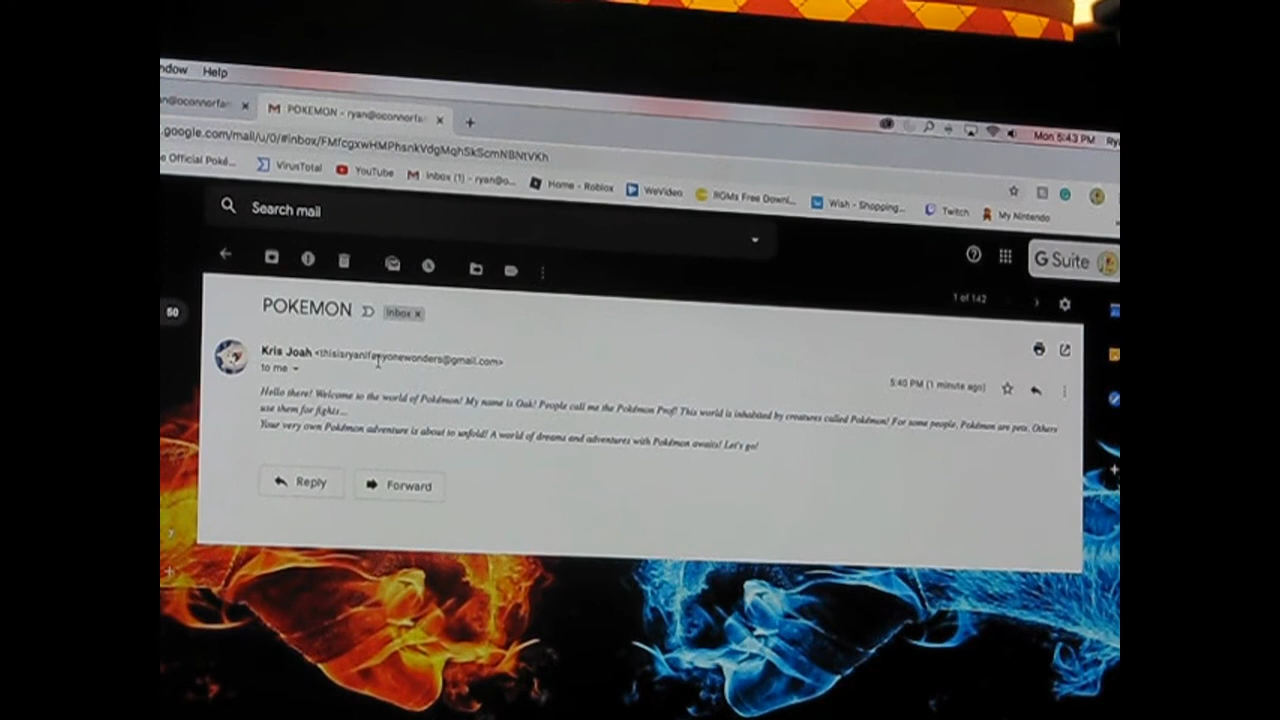 Window Help
POKEMON - ryan@oconnorfa
Mon 5:43 PM
.google.com/mail/u/0/#inbox/
e Official Poké... VirusTotal YouTube Inbox (1) - ryan@o... Home - Roblox WeVideo ROMs Free Downl... Wish - Shopping... Twitch My Nintendo
Search mail
G Suite
1 of 142
50
POKEMON Inbox x
Kris Joah
to me
5:40 PM (1 minute ago)
Hello there! Welcome to the world of Pokémon! My name is Oak! People call me the Pokémon Prof! This world is inhabited by creatures called Pokémon! For some people, Pokémon are pets. Others
use them for fights...
Your very own Pokémon adventure is about to unfold! A world of dreams and adventures with Pokémon awaits! Let's go!
Reply Forward